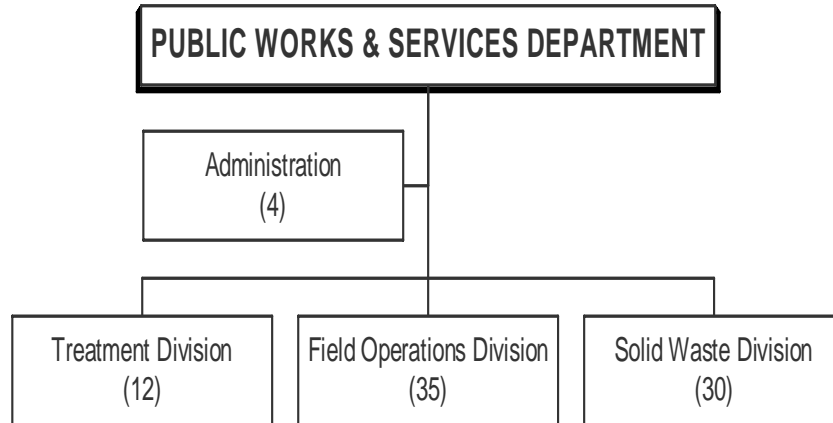 PUBLIC WORKS & SERVICES DEPARTMENT
Administration
(4)
Treatment Division
(12)
Field Operations Division
(35)
Solid Waste Division
(30)